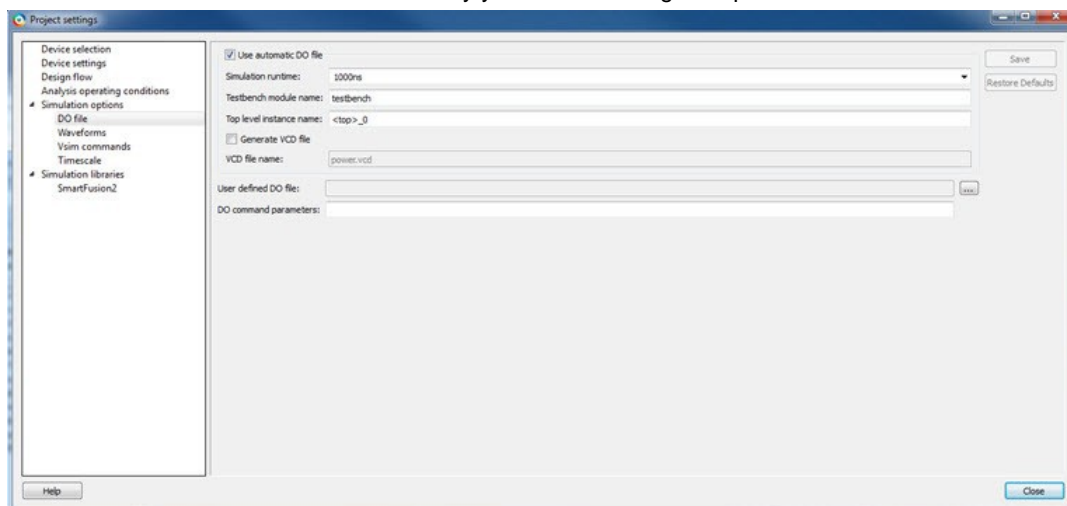 Project settings
Device selection
Device settings
Design flow
Analysis operating conditions
Simulation options
DO file
Waveforms
Vsim commands
Timescale
Simulation libraries
SmartFusion2
Use automatic DO file
Simulation runtime: 1000ns
Testbench module name: testbench
Top level instance name: <top>_0
Generate VCD file
VCD file name: power.vcd
User defined DO file: ...
DO command parameters:
Save
Restore Defaults
Help
Close